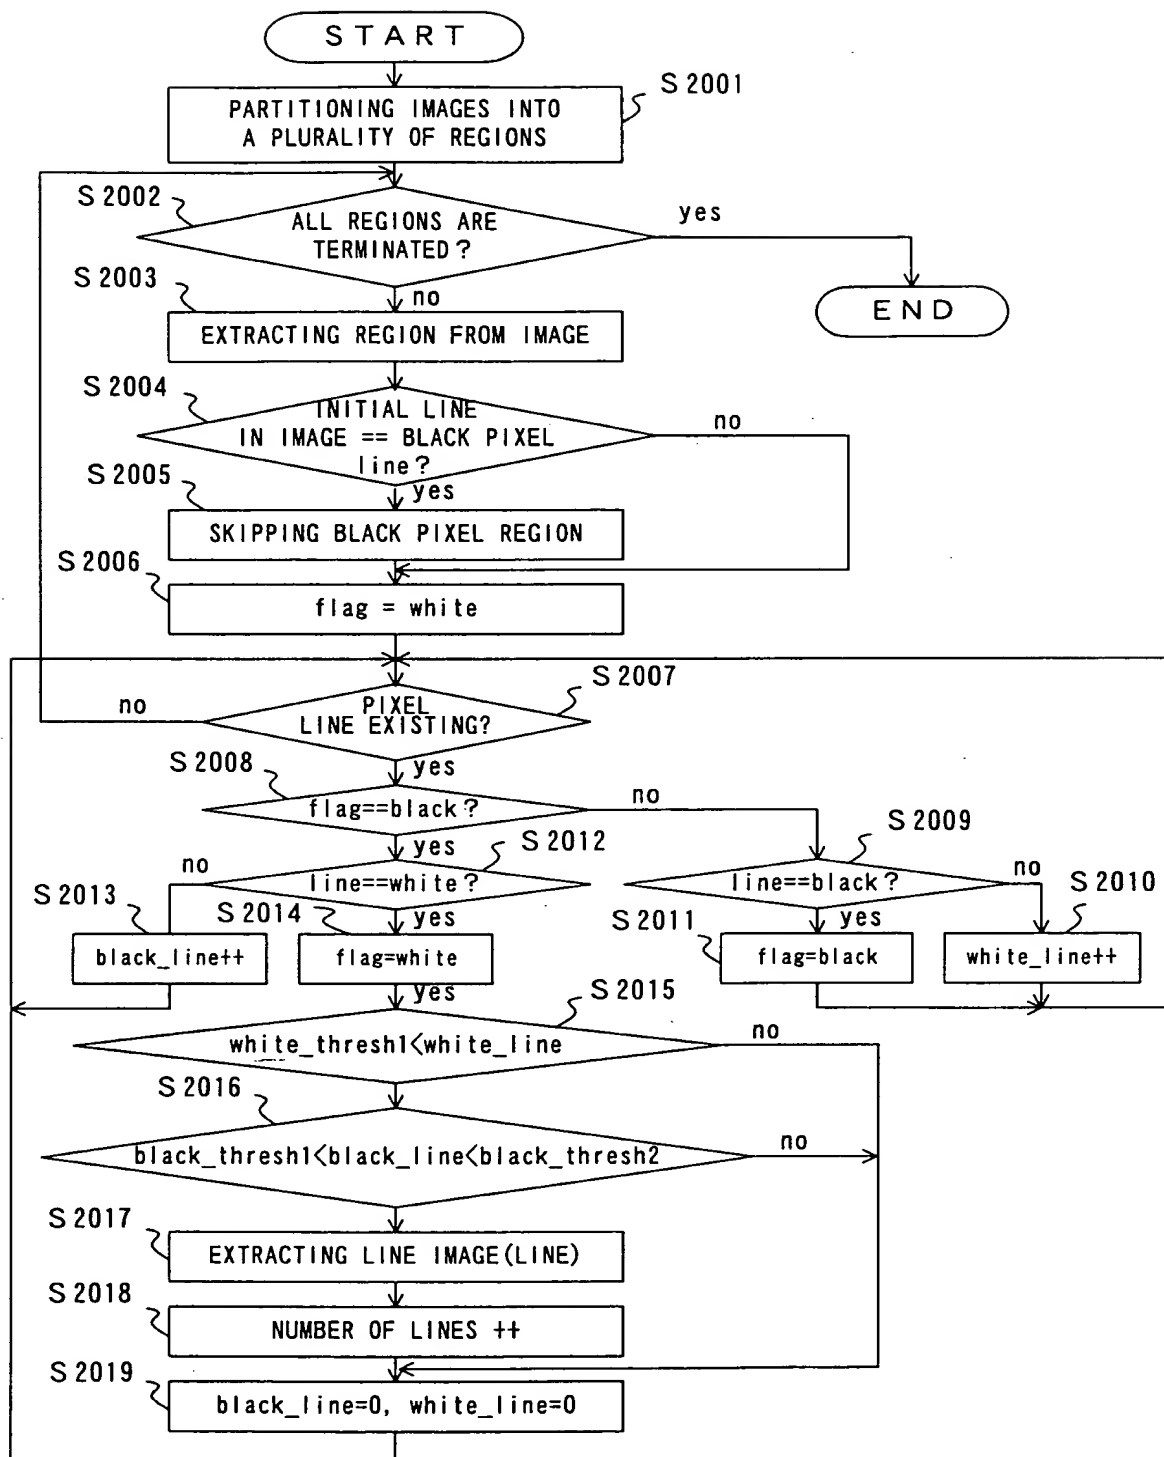 START
S2001
PARTITIONING IMAGES INTO
A PLURALITY OF REGIONS
S2002
ALL REGIONS ARE
TERMINATED?
yes
END
S2003
no
EXTRACTING REGION FROM IMAGE
S2004
INITIAL LINE
IN IMAGE == BLACK PIXEL
line?
no
S2005
yes
SKIPPING BLACK PIXEL REGION
S2006
flag = white
S2007
PIXEL
LINE EXISTING?
no
yes
S2008
flag==black?
no
yes
S2009
line==black?
no
S2010
white_line++
S2011
yes
flag=black
S2012
line==white?
no
S2013
black_line++
S2014
yes
flag=white
yes
S2015
white_thresh1<white_line
no
S2016
black_thresh1<black_line<black_thresh2
no
S2017
EXTRACTING LINE IMAGE(LINE)
S2018
NUMBER OF LINES ++
S2019
black_line=0, white_line=0